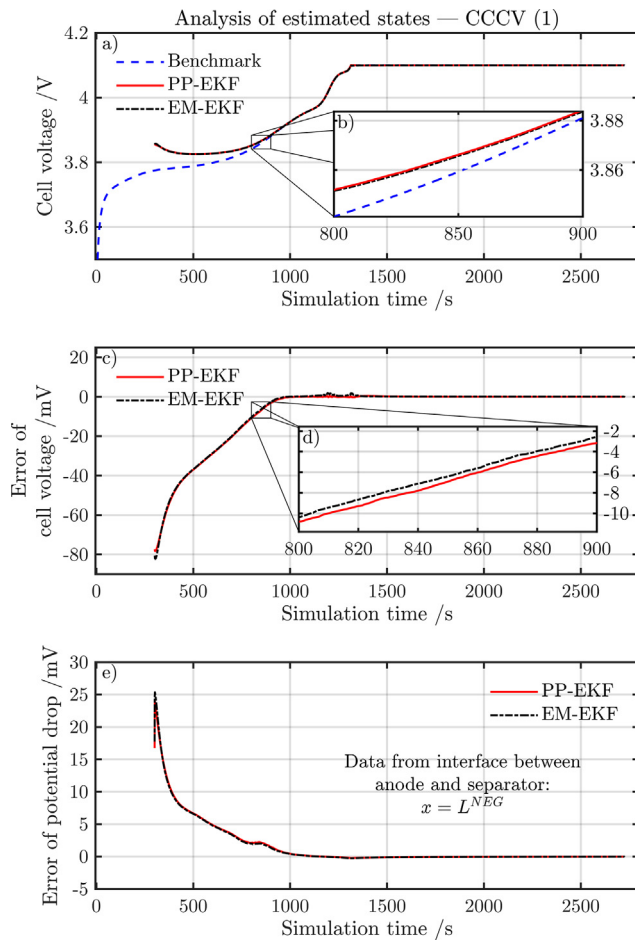 Analysis of estimated states — CCCV (1)
a)
Benchmark
PP-EKF
EM-EKF
4.2
4
3.8
3.6
Cell voltage /V
b)
3.88
3.86
800
850
900
0
500
1000
1500
2000
2500
Simulation time /s
c)
PP-EKF
EM-EKF
20
0
-20
-40
-60
-80
Error of
cell voltage /mV
d)
-2
-4
-6
-8
-10
800
820
840
860
880
900
0
500
1000
1500
2000
2500
Simulation time /s
e)
PP-EKF
EM-EKF
Data from interface between
anode and separator:
x = L^{NEG}
30
25
20
15
10
5
0
-5
Error of potential drop /mV
0
500
1000
1500
2000
2500
Simulation time /s